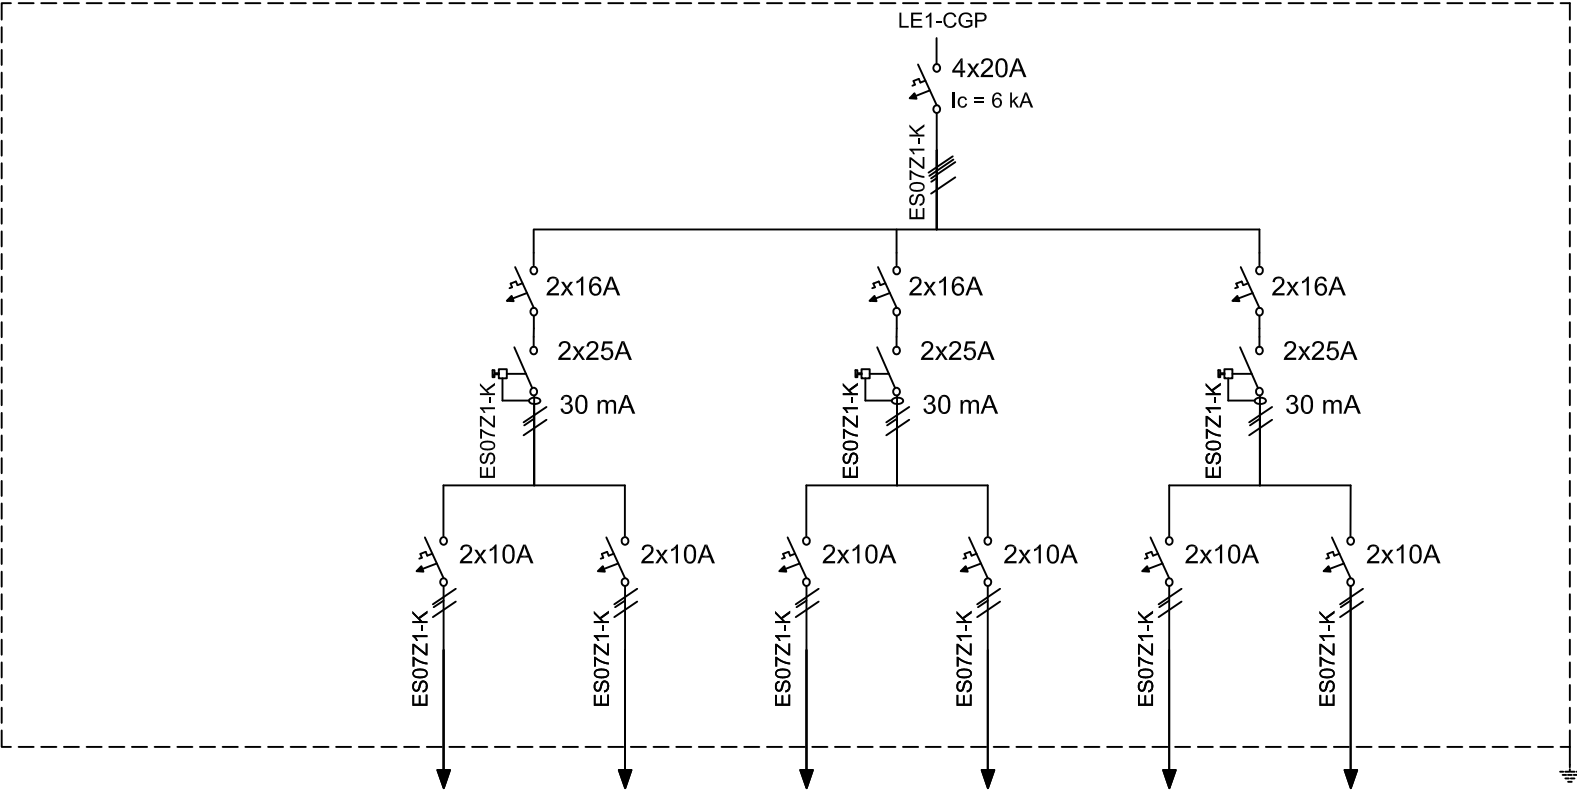 LE1-CGP
4x20A
Ic = 6 kA
ES07Z1-K
2x16A
2x16A
2x16A
2x25A
2x25A
2x25A
30 mA
30 mA
30 mA
ES07Z1-K
ES07Z1-K
ES07Z1-K
2x10A
2x10A
2x10A
2x10A
2x10A
2x10A
ES07Z1-K
ES07Z1-K
ES07Z1-K
ES07Z1-K
ES07Z1-K
ES07Z1-K